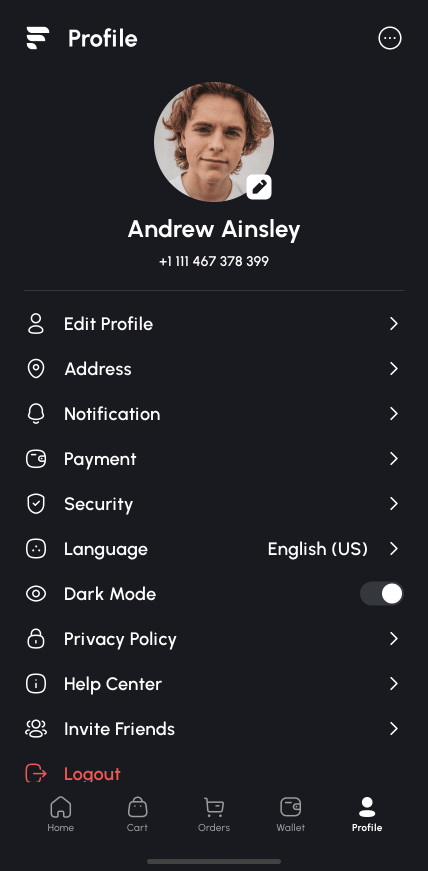 Profile
Andrew Ainsley
+1 111 467 378 399
Edit Profile
Address
Notification
Payment
Security
Language English (US)
Dark Mode
Privacy Policy
Help Center
Invite Friends
Logout
Home Cart Orders Wallet Profile